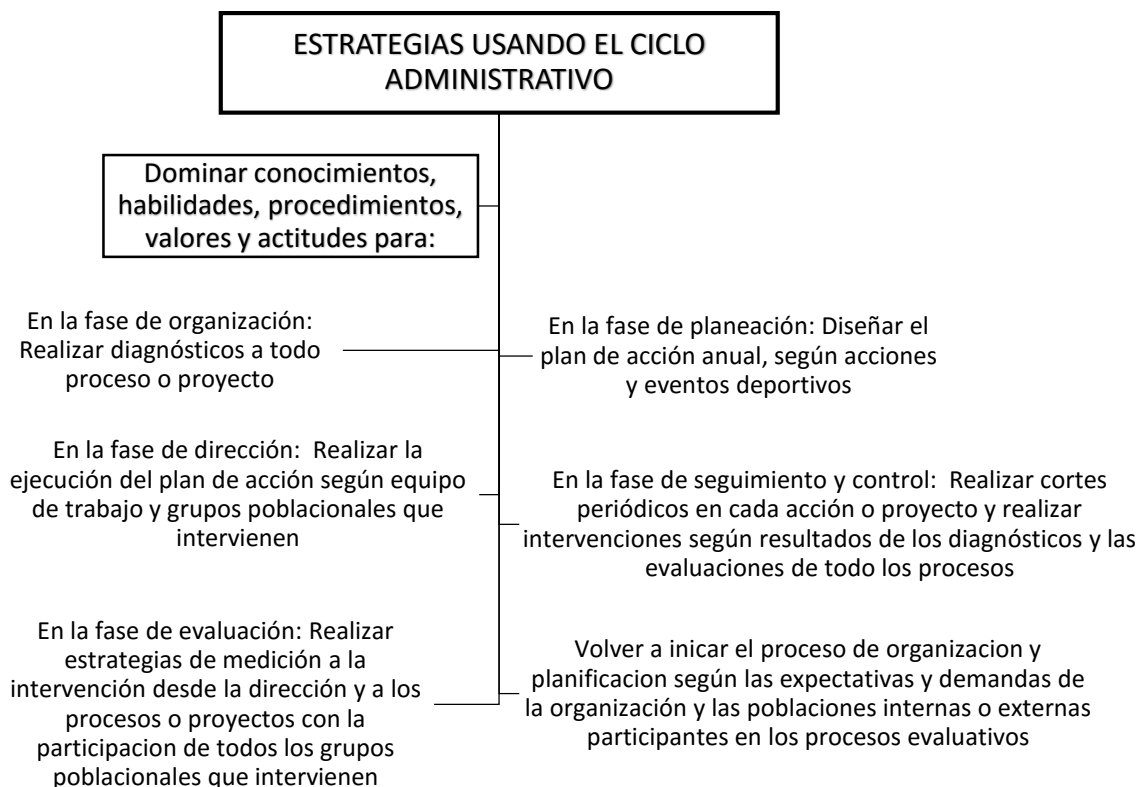 ESTRATEGIAS USANDO EL CICLO
ADMINISTRATIVO
Dominar conocimientos,
habilidades, procedimientos,
valores y actitudes para:
En la fase de organización:
Realizar diagnósticos a todo
proceso o proyecto
En la fase de planeación: Diseñar el
plan de acción anual, según acciones
y eventos deportivos
En la fase de dirección: Realizar la
ejecución del plan de acción según equipo
de trabajo y grupos poblacionales que
intervienen
En la fase de seguimiento y control: Realizar cortes
periódicos en cada acción o proyecto y realizar
intervenciones según resultados de los diagnósticos y las
evaluaciones de todo los procesos
En la fase de evaluación: Realizar
estrategias de medición a la
intervención desde la dirección y a los
procesos o proyectos con la
participacion de todos los grupos
poblacionales que intervienen
Volver a inicar el proceso de organizacion y
planificacion según las expectativas y demandas de
la organización y las poblaciones internas o externas
participantes en los procesos evaluativos